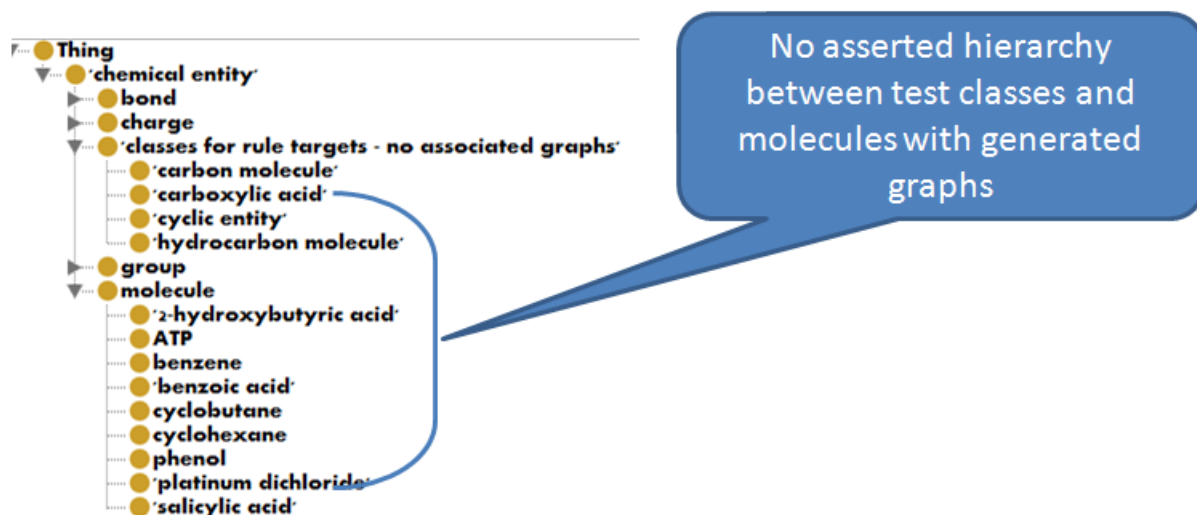 Thing
'chemical entity'
bond
charge
'classes for rule targets - no associated graphs'
'carbon molecule'
'carboxylic acid'
'cyclic entity'
'hydrocarbon molecule'
group
molecule
'2-hydroxybutyric acid'
ATP
benzene
'benzoic acid'
cyclobutane
cyclohexane
phenol
'platinum dichloride'
'salicylic acid'
No asserted hierarchy
between test classes and
molecules with generated
graphs